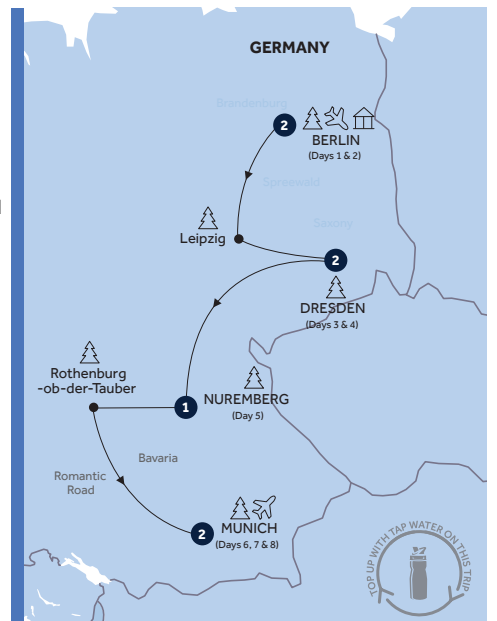 GERMANY
Brandenburg
2
BERLIN
(Days 1 & 2)
Spreewald
Saxony
Leipzig
2
DRESDEN
(Days 3 & 4)
Rothenburg
-ob-der-Tauber
1
NUREMBERG
(Day 5)
Bavaria
Romantic
Road
2
MUNICH
(Days 6, 7 & 8)
TOP UP WITH TAP WATER ON THIS TRIP